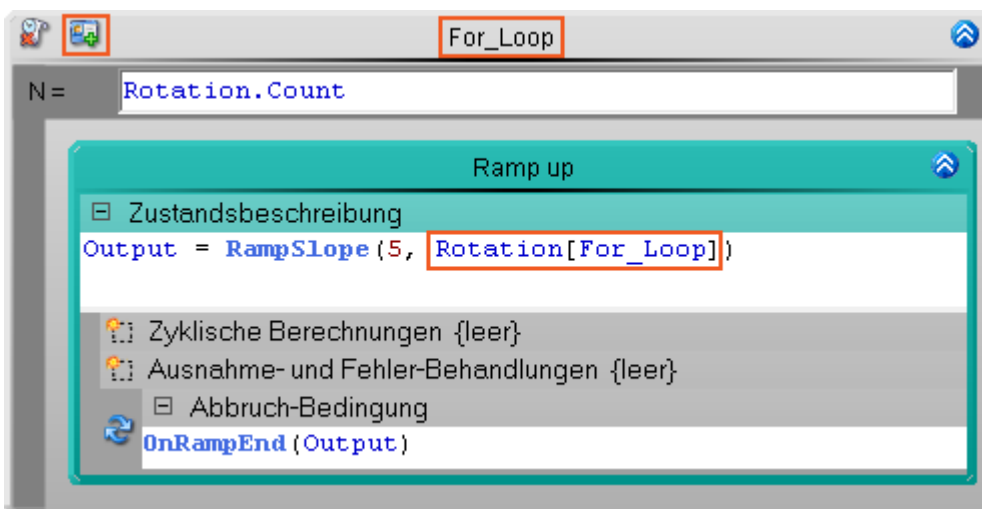 For_Loop
N = Rotation.Count
Ramp up
Zustandsbeschreibung
Output = RampSlope(5, Rotation[For_Loop])
Zyklische Berechnungen {leer}
Ausnahme- und Fehler-Behandlungen {leer}
Abbruch-Bedingung
OnRampEnd(Output)